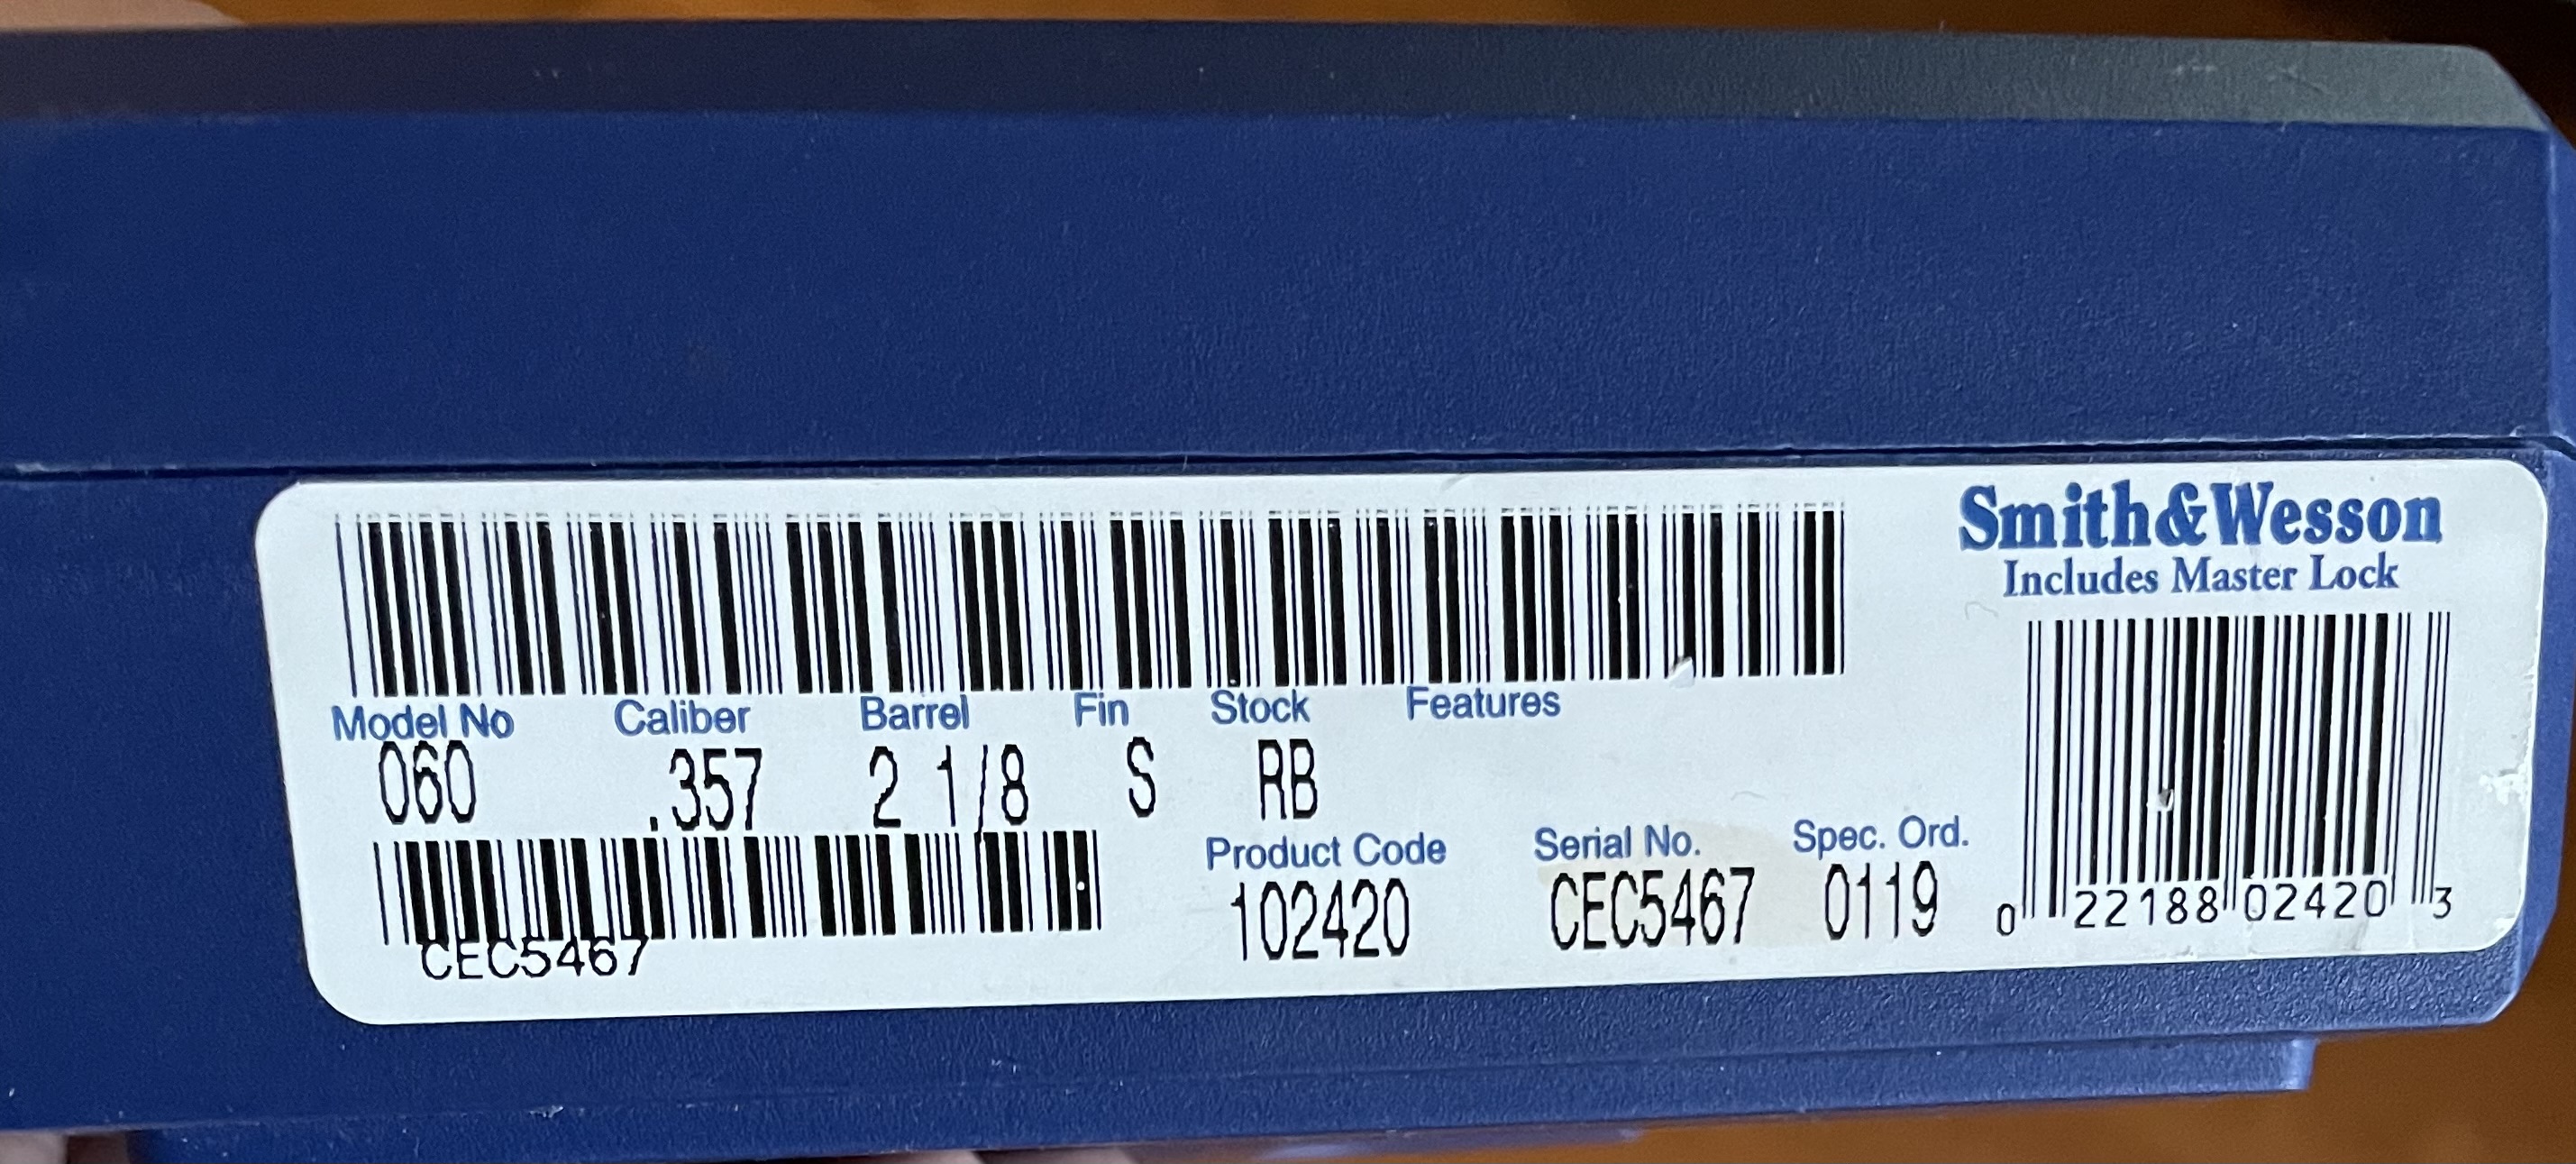 Smith&Wesson
Includes Master Lock
Model No Caliber Barrel Fin Stock Features
060 .357 2 1/8 S RB
Product Code Serial No. Spec. Ord.
102420 CEC5467 0119
CEC5467
0 22188 02420 3